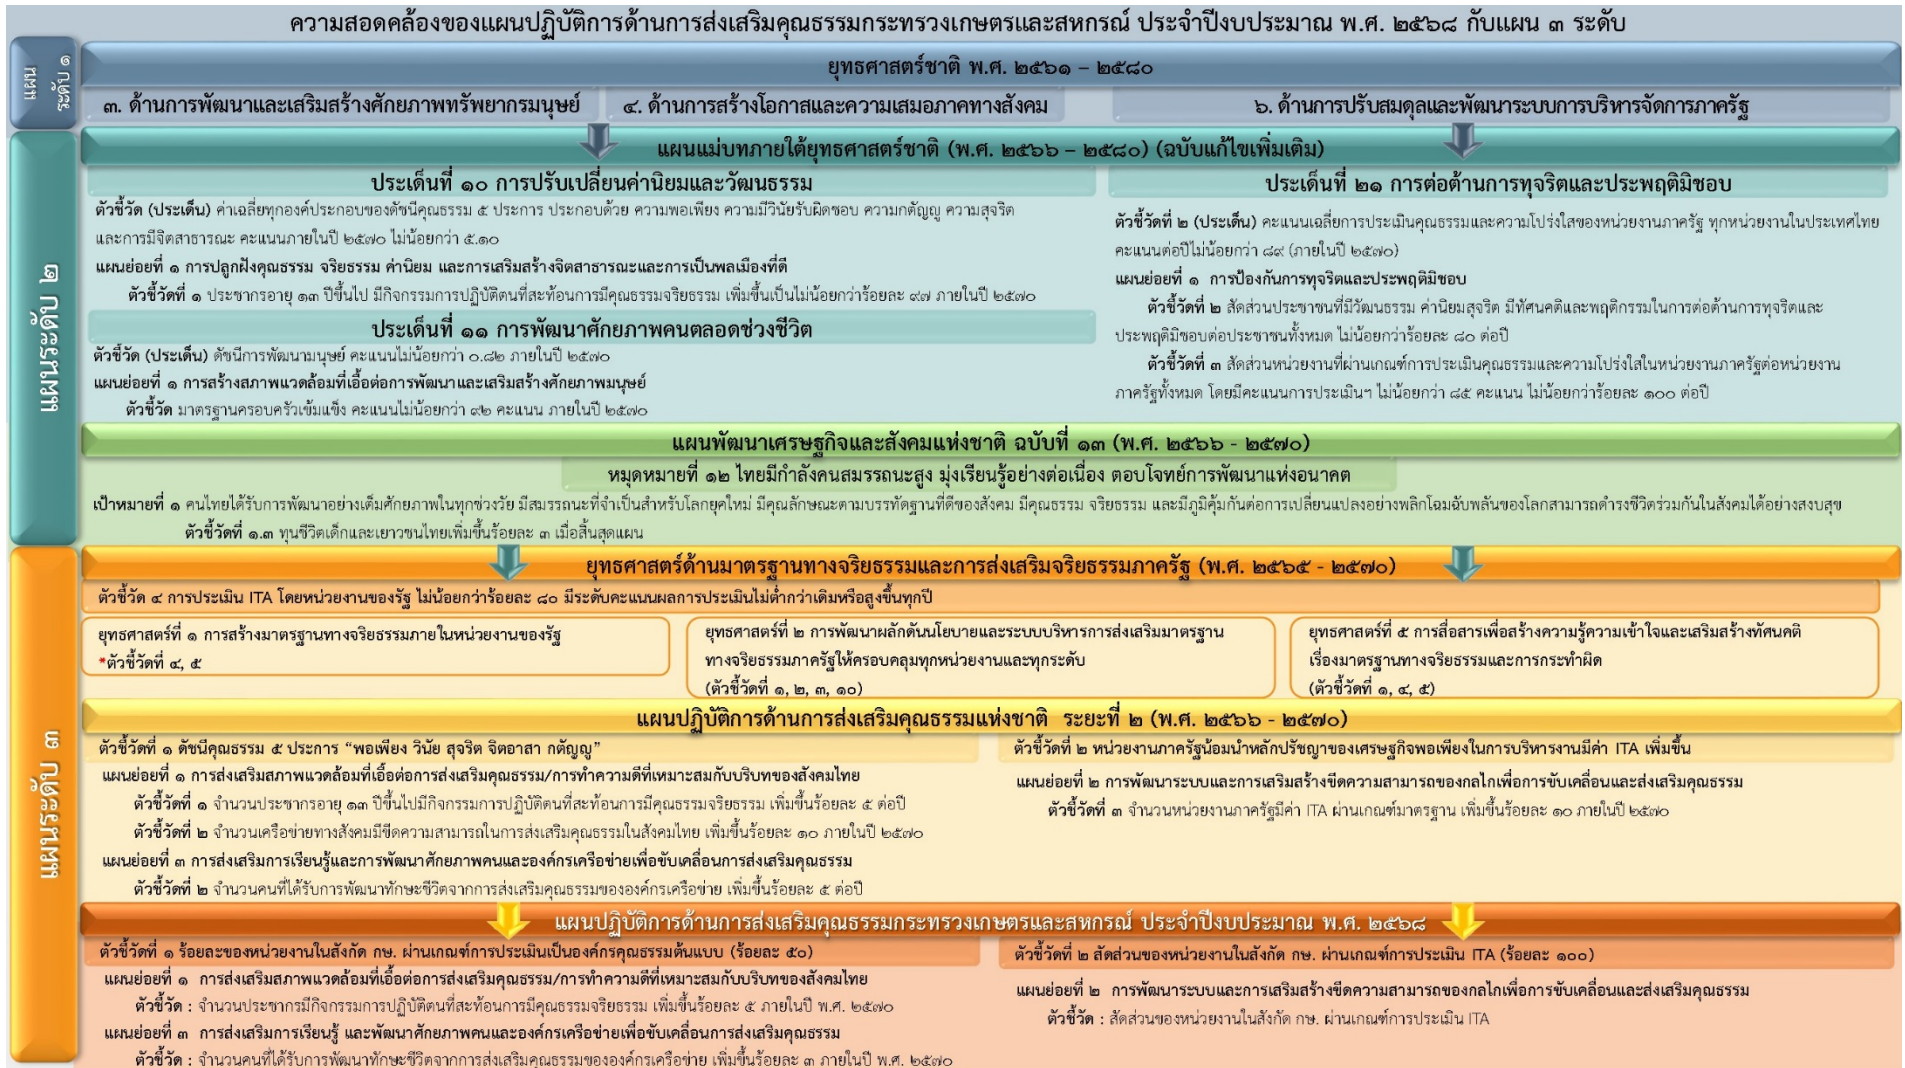 ความสอดคล้องของแผนปฏิบัติการด้านการส่งเสริมคุณธรรมกระทรวงเกษตรและสหกรณ์ ประจำปีงบประมาณ พ.ศ. ๒๕๖๘ กับแผน ๓ ระดับ
แผน
ระดับ ๑
ยุทธศาสตร์ชาติ พ.ศ. ๒๕๖๑ – ๒๕๘๐
๓. ด้านการพัฒนาและเสริมสร้างศักยภาพทรัพยากรมนุษย์
๔. ด้านการสร้างโอกาสและความเสมอภาคทางสังคม
๖. ด้านการปรับสมดุลและพัฒนาระบบการบริหารจัดการภาครัฐ
แผนระดับ ๒
แผนแม่บทภายใต้ยุทธศาสตร์ชาติ (พ.ศ. ๒๕๖๖ – ๒๕๘๐) (ฉบับแก้ไขเพิ่มเติม)
ประเด็นที่ ๑๐ การปรับเปลี่ยนค่านิยมและวัฒนธรรม
ตัวชี้วัด (ประเด็น) ค่าเฉลี่ยทุกองค์ประกอบของดัชนีคุณธรรม ๕ ประการ ประกอบด้วย ความพอเพียง ความมีวินัยรับผิดชอบ ความกตัญญู ความสุจริต
และการมีจิตสาธารณะ คะแนนภายในปี ๒๕๗๐ ไม่น้อยกว่า ๕.๑๐
แผนย่อยที่ ๑ การปลูกฝังคุณธรรม จริยธรรม ค่านิยม และการเสริมสร้างจิตสาธารณะและการเป็นพลเมืองที่ดี
ตัวชี้วัดที่ ๑ ประชากรอายุ ๑๓ ปีขึ้นไป มีกิจกรรมการปฏิบัติตนที่สะท้อนการมีคุณธรรมจริยธรรม เพิ่มขึ้นเป็นไม่น้อยกว่าร้อยละ ๙๗ ภายในปี ๒๕๗๐
ประเด็นที่ ๑๑ การพัฒนาศักยภาพคนตลอดช่วงชีวิต
ตัวชี้วัด (ประเด็น) ดัชนีการพัฒนามนุษย์ คะแนนไม่น้อยกว่า ๐.๘๒ ภายในปี ๒๕๗๐
แผนย่อยที่ ๑ การสร้างสภาพแวดล้อมที่เอื้อต่อการพัฒนาและเสริมสร้างศักยภาพมนุษย์
ตัวชี้วัด มาตรฐานครอบครัวเข้มแข็ง คะแนนไม่น้อยกว่า ๙๒ คะแนน ภายในปี ๒๕๗๐
ประเด็นที่ ๒๑ การต่อต้านการทุจริตและประพฤติมิชอบ
ตัวชี้วัดที่ ๒ (ประเด็น) คะแนนเฉลี่ยการประเมินคุณธรรมและความโปร่งใสของหน่วยงานภาครัฐ ทุกหน่วยงานในประเทศไทย
คะแนนต่อปีไม่น้อยกว่า ๘๙ (ภายในปี ๒๕๗๐)
แผนย่อยที่ ๑ การป้องกันการทุจริตและประพฤติมิชอบ
ตัวชี้วัดที่ ๒ สัดส่วนประชาชนที่มีวัฒนธรรม ค่านิยมสุจริต มีทัศนคติและพฤติกรรมในการต่อต้านการทุจริตและ
ประพฤติมิชอบต่อประชาชนทั้งหมด ไม่น้อยกว่าร้อยละ ๘๐ ต่อปี
ตัวชี้วัดที่ ๓ สัดส่วนหน่วยงานที่ผ่านเกณฑ์การประเมินคุณธรรมและความโปร่งใสในหน่วยงานภาครัฐต่อหน่วยงาน
ภาครัฐทั้งหมด โดยมีคะแนนการประเมินฯ ไม่น้อยกว่า ๘๕ คะแนน ไม่น้อยกว่าร้อยละ ๑๐๐ ต่อปี
แผนพัฒนาเศรษฐกิจและสังคมแห่งชาติ ฉบับที่ ๑๓ (พ.ศ. ๒๕๖๖ - ๒๕๗๐)
หมุดหมายที่ ๑๒ ไทยมีกำลังคนสมรรถนะสูง มุ่งเรียนรู้อย่างต่อเนื่อง ตอบโจทย์การพัฒนาแห่งอนาคต
เป้าหมายที่ ๑ คนไทยได้รับการพัฒนาอย่างเต็มศักยภาพในทุกช่วงวัย มีสมรรถนะที่จำเป็นสำหรับโลกยุคใหม่ มีคุณลักษณะตามบรรทัดฐานที่ดีของสังคม มีคุณธรรม จริยธรรม และมีภูมิคุ้มกันต่อการเปลี่ยนแปลงอย่างพลิกโฉมฉับพลันของโลกสามารถดำรงชีวิตร่วมกันในสังคมได้อย่างสงบสุข
ตัวชี้วัดที่ ๑.๓ ทุนชีวิตเด็กและเยาวชนไทยเพิ่มขึ้นร้อยละ ๓ เมื่อสิ้นสุดแผน
แผนระดับ ๓
ยุทธศาสตร์ด้านมาตรฐานทางจริยธรรมและการส่งเสริมจริยธรรมภาครัฐ (พ.ศ. ๒๕๖๕ - ๒๕๗๐)
ตัวชี้วัด ๔ การประเมิน ITA โดยหน่วยงานของรัฐ ไม่น้อยกว่าร้อยละ ๘๐ มีระดับคะแนนผลการประเมินไม่ต่ำกว่าเดิมหรือสูงขึ้นทุกปี
ยุทธศาสตร์ที่ ๑ การสร้างมาตรฐานทางจริยธรรมภายในหน่วยงานของรัฐ
*ตัวชี้วัดที่ ๔, ๕
ยุทธศาสตร์ที่ ๒ การพัฒนาผลักดันนโยบายและระบบบริหารการส่งเสริมมาตรฐาน
ทางจริยธรรมภาครัฐให้ครอบคลุมทุกหน่วยงานและทุกระดับ
(ตัวชี้วัดที่ ๑, ๒, ๓, ๑๐)
ยุทธศาสตร์ที่ ๕ การสื่อสารเพื่อสร้างความรู้ความเข้าใจและเสริมสร้างทัศนคติ
เรื่องมาตรฐานทางจริยธรรมและการกระทำผิด
(ตัวชี้วัดที่ ๑, ๔, ๕)
แผนปฏิบัติการด้านการส่งเสริมคุณธรรมแห่งชาติ ระยะที่ ๒ (พ.ศ. ๒๕๖๖ - ๒๕๗๐)
ตัวชี้วัดที่ ๑ ดัชนีคุณธรรม ๕ ประการ “พอเพียง วินัย สุจริต จิตอาสา กตัญญู”
แผนย่อยที่ ๑ การส่งเสริมสภาพแวดล้อมที่เอื้อต่อการส่งเสริมคุณธรรม/การทำความดีที่เหมาะสมกับบริบทของสังคมไทย
ตัวชี้วัดที่ ๑ จำนวนประชากรอายุ ๑๓ ปีขึ้นไปมีกิจกรรมการปฏิบัติตนที่สะท้อนการมีคุณธรรมจริยธรรม เพิ่มขึ้นร้อยละ ๕ ต่อปี
ตัวชี้วัดที่ ๒ จำนวนเครือข่ายทางสังคมมีขีดความสามารถในการส่งเสริมคุณธรรมในสังคมไทย เพิ่มขึ้นร้อยละ ๑๐ ภายในปี ๒๕๗๐
แผนย่อยที่ ๓ การส่งเสริมการเรียนรู้และการพัฒนาศักยภาพคนและองค์กรเครือข่ายเพื่อขับเคลื่อนการส่งเสริมคุณธรรม
ตัวชี้วัดที่ ๒ จำนวนคนที่ได้รับการพัฒนาทักษะชีวิตจากการส่งเสริมคุณธรรมขององค์กรเครือข่าย เพิ่มขึ้นร้อยละ ๕ ต่อปี
ตัวชี้วัดที่ ๒ หน่วยงานภาครัฐน้อมนำหลักปรัชญาของเศรษฐกิจพอเพียงในการบริหารงานมีค่า ITA เพิ่มขึ้น
แผนย่อยที่ ๒ การพัฒนาระบบและการเสริมสร้างขีดความสามารถของกลไกเพื่อการขับเคลื่อนและส่งเสริมคุณธรรม
ตัวชี้วัดที่ ๓ จำนวนหน่วยงานภาครัฐมีค่า ITA ผ่านเกณฑ์มาตรฐาน เพิ่มขึ้นร้อยละ ๑๐ ภายในปี ๒๕๗๐
แผนปฏิบัติการด้านการส่งเสริมคุณธรรมกระทรวงเกษตรและสหกรณ์ ประจำปีงบประมาณ พ.ศ. ๒๕๖๘
ตัวชี้วัดที่ ๑ ร้อยละของหน่วยงานในสังกัด กษ. ผ่านเกณฑ์การประเมินเป็นองค์กรคุณธรรมต้นแบบ (ร้อยละ ๕๐)
แผนย่อยที่ ๑ การส่งเสริมสภาพแวดล้อมที่เอื้อต่อการส่งเสริมคุณธรรม/การทำความดีที่เหมาะสมกับบริบทของสังคมไทย
ตัวชี้วัด : จำนวนประชากรมีกิจกรรมการปฏิบัติตนที่สะท้อนการมีคุณธรรมจริยธรรม เพิ่มขึ้นร้อยละ ๕ ภายในปี พ.ศ. ๒๕๗๐
แผนย่อยที่ ๓ การส่งเสริมการเรียนรู้ และพัฒนาศักยภาพคนและองค์กรเครือข่ายเพื่อขับเคลื่อนการส่งเสริมคุณธรรม
ตัวชี้วัด : จำนวนคนที่ได้รับการพัฒนาทักษะชีวิตจากการส่งเสริมคุณธรรมขององค์กรเครือข่าย เพิ่มขึ้นร้อยละ ๓ ภายในปี พ.ศ. ๒๕๗๐
ตัวชี้วัดที่ ๒ สัดส่วนของหน่วยงานในสังกัด กษ. ผ่านเกณฑ์การประเมิน ITA (ร้อยละ ๑๐๐)
แผนย่อยที่ ๒ การพัฒนาระบบและการเสริมสร้างขีดความสามารถของกลไกเพื่อการขับเคลื่อนและส่งเสริมคุณธรรม
ตัวชี้วัด : สัดส่วนของหน่วยงานในสังกัด กษ. ผ่านเกณฑ์การประเมิน ITA